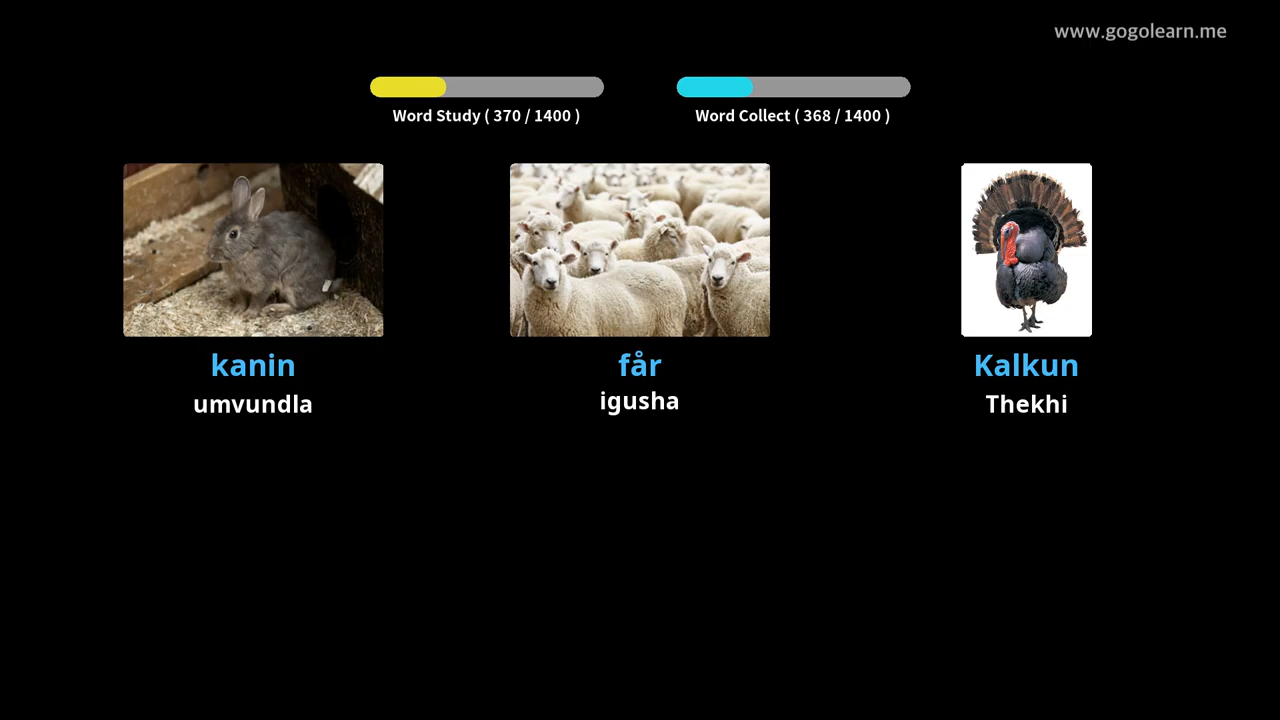 www.gogolearn.me
Word Study ( 370 / 1400 )
Word Collect ( 368 / 1400 )
kanin
umvundla
får
igusha
Kalkun
Thekhi